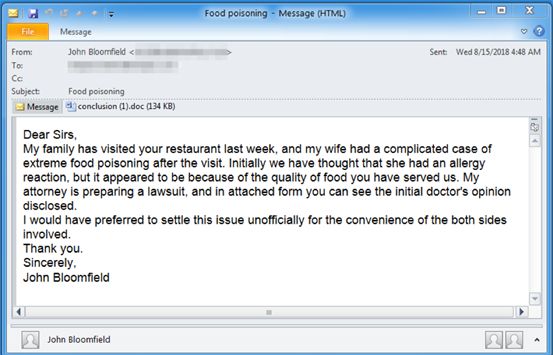 Food poisoning - Message (HTML)
File Message
From: John Bloomfield < > Sent: Wed 8/15/2018 4:48 AM
To:
Cc:
Subject: Food poisoning
Message conclusion (1).doc (134 KB)
Dear Sirs,
My family has visited your restaurant last week, and my wife had a complicated case of
extreme food poisoning after the visit. Initially we have thought that she had an allergy
reaction, but it appeared to be because of the quality of food you have served us. My
attorney is preparing a lawsuit, and in attached form you can see the initial doctor's opinion
disclosed.
I would have preferred to settle this issue unofficially for the convenience of the both sides
involved.
Thank you.
Sincerely,
John Bloomfield
John Bloomfield